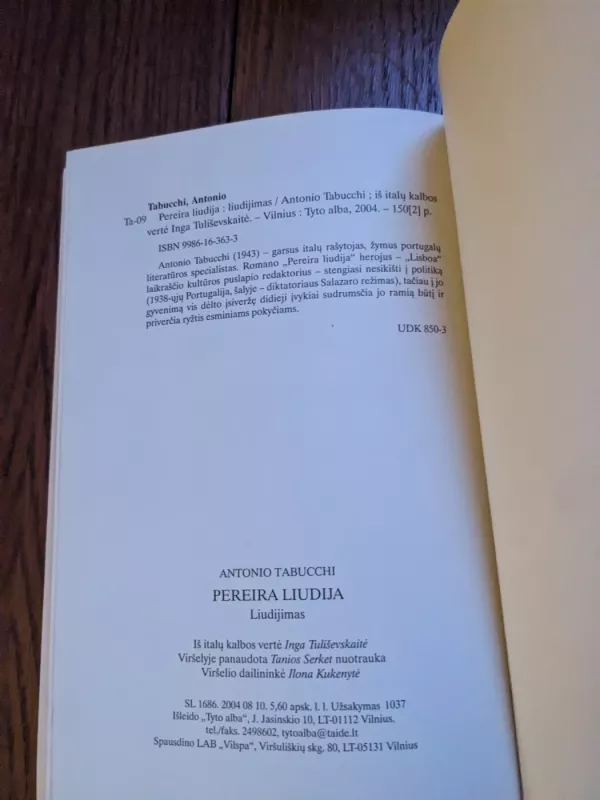 Tabucchi, Antonio
Ta-09 Pereira liudija : liudijimas / Antonio Tabucchi ; iš italų kalbos
vertė Inga Tuliševskaitė. – Vilnius : Tyto alba, 2004. – 150[2] p.
ISBN 9986-16-363-3
Antonio Tabucchi (1943) – garsus italų rašytojas, žymus portugalų
literatūros specialistas. Romano „Pereira liudija“ herojus – „Lisboa“
laikraščio kultūros puslapio redaktorius – stengiasi nesikišti į politiką
(1938-ųjų Portugalija, šalyje – diktatoriaus Salazaro režimas), tačiau į jo
gyvenimą vis dėlto įsiveržę didieji įvykiai sudrumsčia jo ramią būtį ir
priverčia ryžtis esminiams pokyčiams.
UDK 850-3
ANTONIO TABUCCHI
PEREIRA LIUDIJA
Liudijimas
Iš italų kalbos vertė Inga Tuliševskaitė
Viršelyje panaudota Tanios Serket nuotrauka
Viršelio dailininkė Ilona Kukenytė
SL 1686. 2004 08 10. 5,60 apsk. l. l. Užsakymas 1037
Išleido „Tyto alba“, J. Jasinskio 10, LT-01112 Vilnius,
tel./faks. 2498602, tytoalba@taide.lt
Spausdino LAB „Vilspa“, Viršuliškių skg. 80, LT-05131 Vilnius